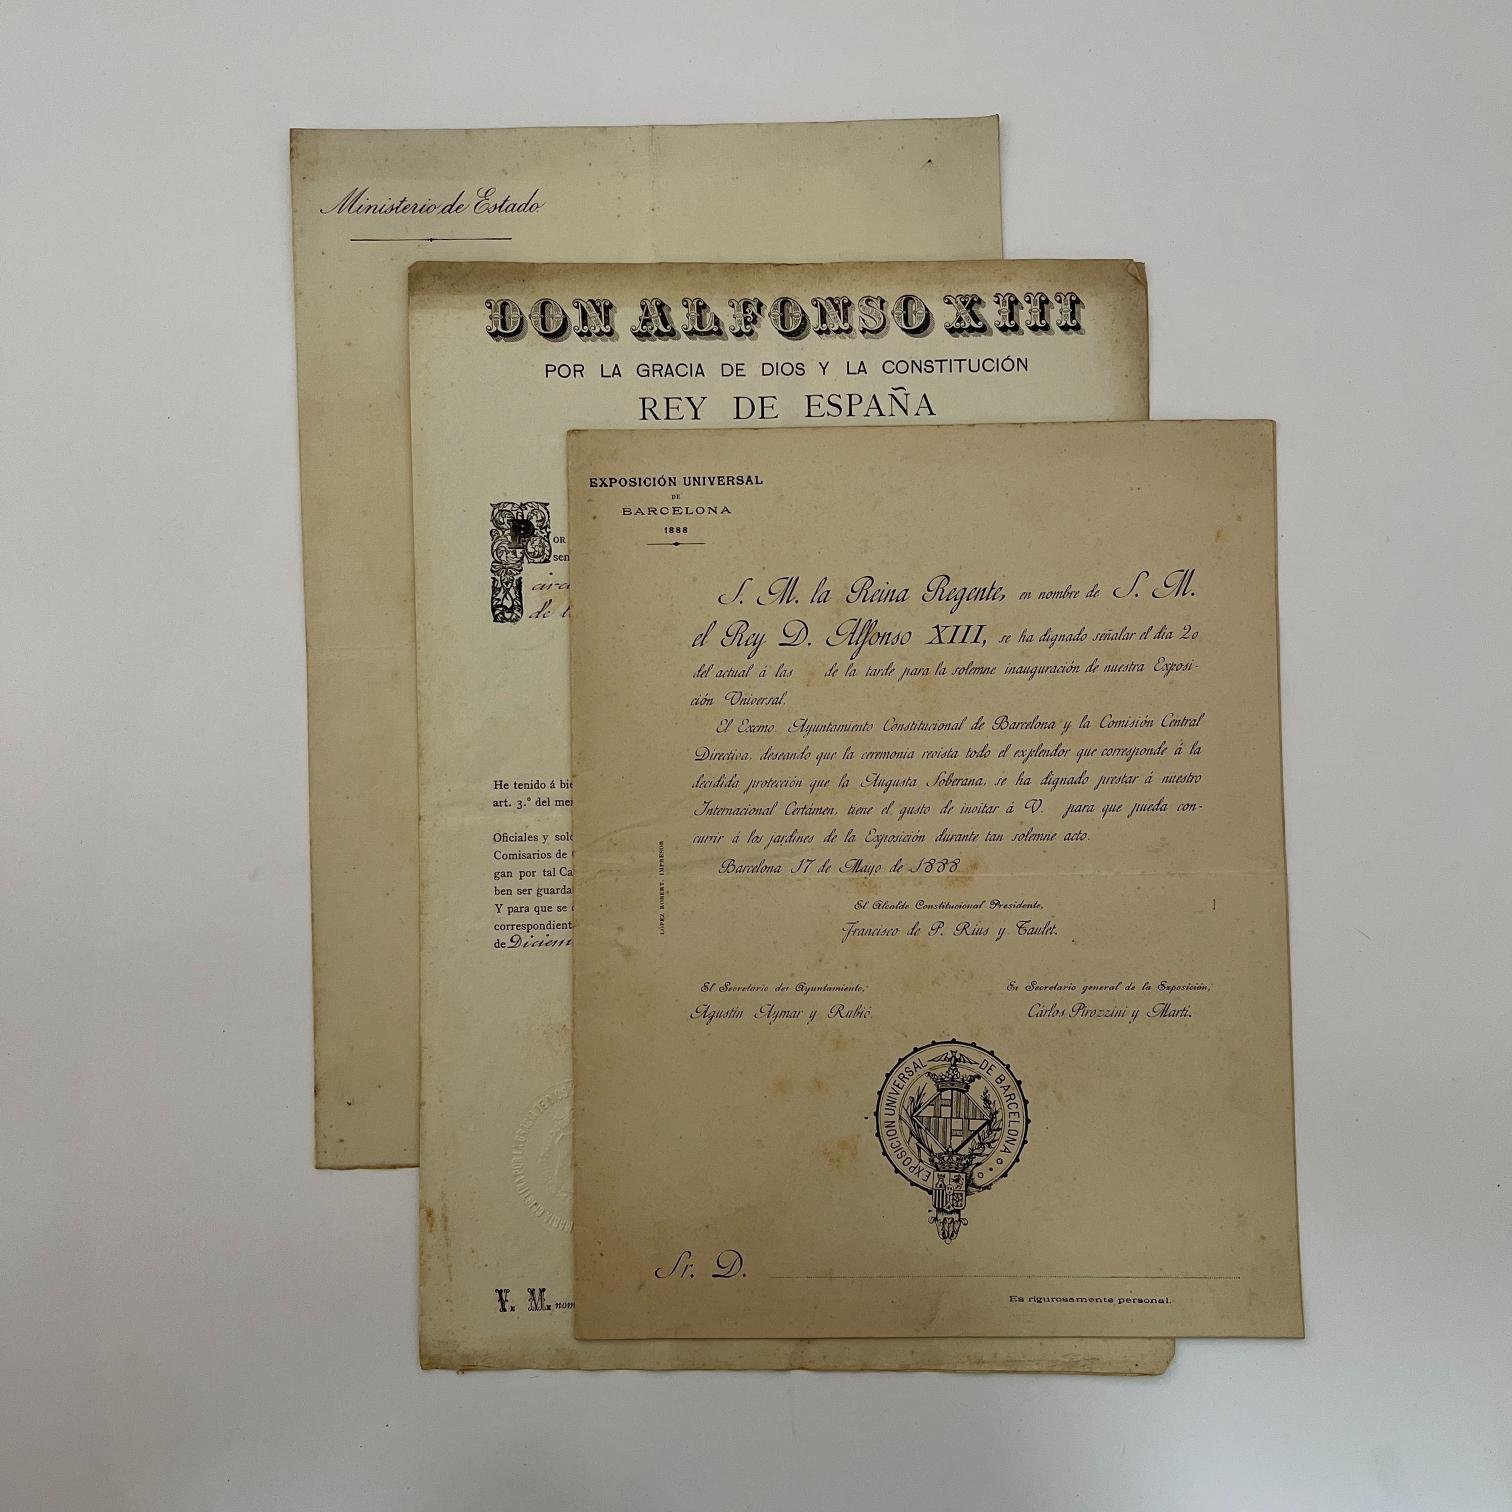 Ministerio de Estado.
DON ALFONSO XIII
POR LA GRACIA DE DIOS Y LA CONSTITUCIÓN
REY DE ESPAÑA
POR
sen
circ
de l
He tenido á bie
art. 3.º del me
Oficiales y sol
Comisarios de
gan por tal Ca
ben ser guarda
Y para que se
correspondient
de Diciem
V. M. nom
EXPOSICIÓN UNIVERSAL
DE
BARCELONA
1888
S. M. la Reina Regente, en nombre de S. M.
el Rey D. Alfonso XIII, se ha dignado señalar el dia 20
del actual á las de la tarde para la solemne inauguración de nuestra Exposi-
ción Universal.
El Excmo. Ayuntamiento Constitucional de Barcelona y la Comisión Central
Directiva, deseando que la ceremonia revista todo el explendor que corresponde á la
decidida protección que la Augusta Soberana, se ha dignado prestar á nuestro
Internacional Certámen, tiene el gusto de invitar á V. para que pueda con-
currir á los jardines de la Exposición durante tan solemne acto.
Barcelona 17 de Mayo de 1888
El Alcalde Constitucional Presidente,
Francisco de P. Rius y Taulet.
El Secretario del Ayuntamiento,
Agustín Aymar y Rubió.
El Secretario general de la Exposición,
Cárlos Pirozzini y Martí.
LÓPEZ ROBERT, IMPRESOR
EXPOSICION UNIVERSAL DE BARCELONA
Sr. D.
Es rigurosamente personal.